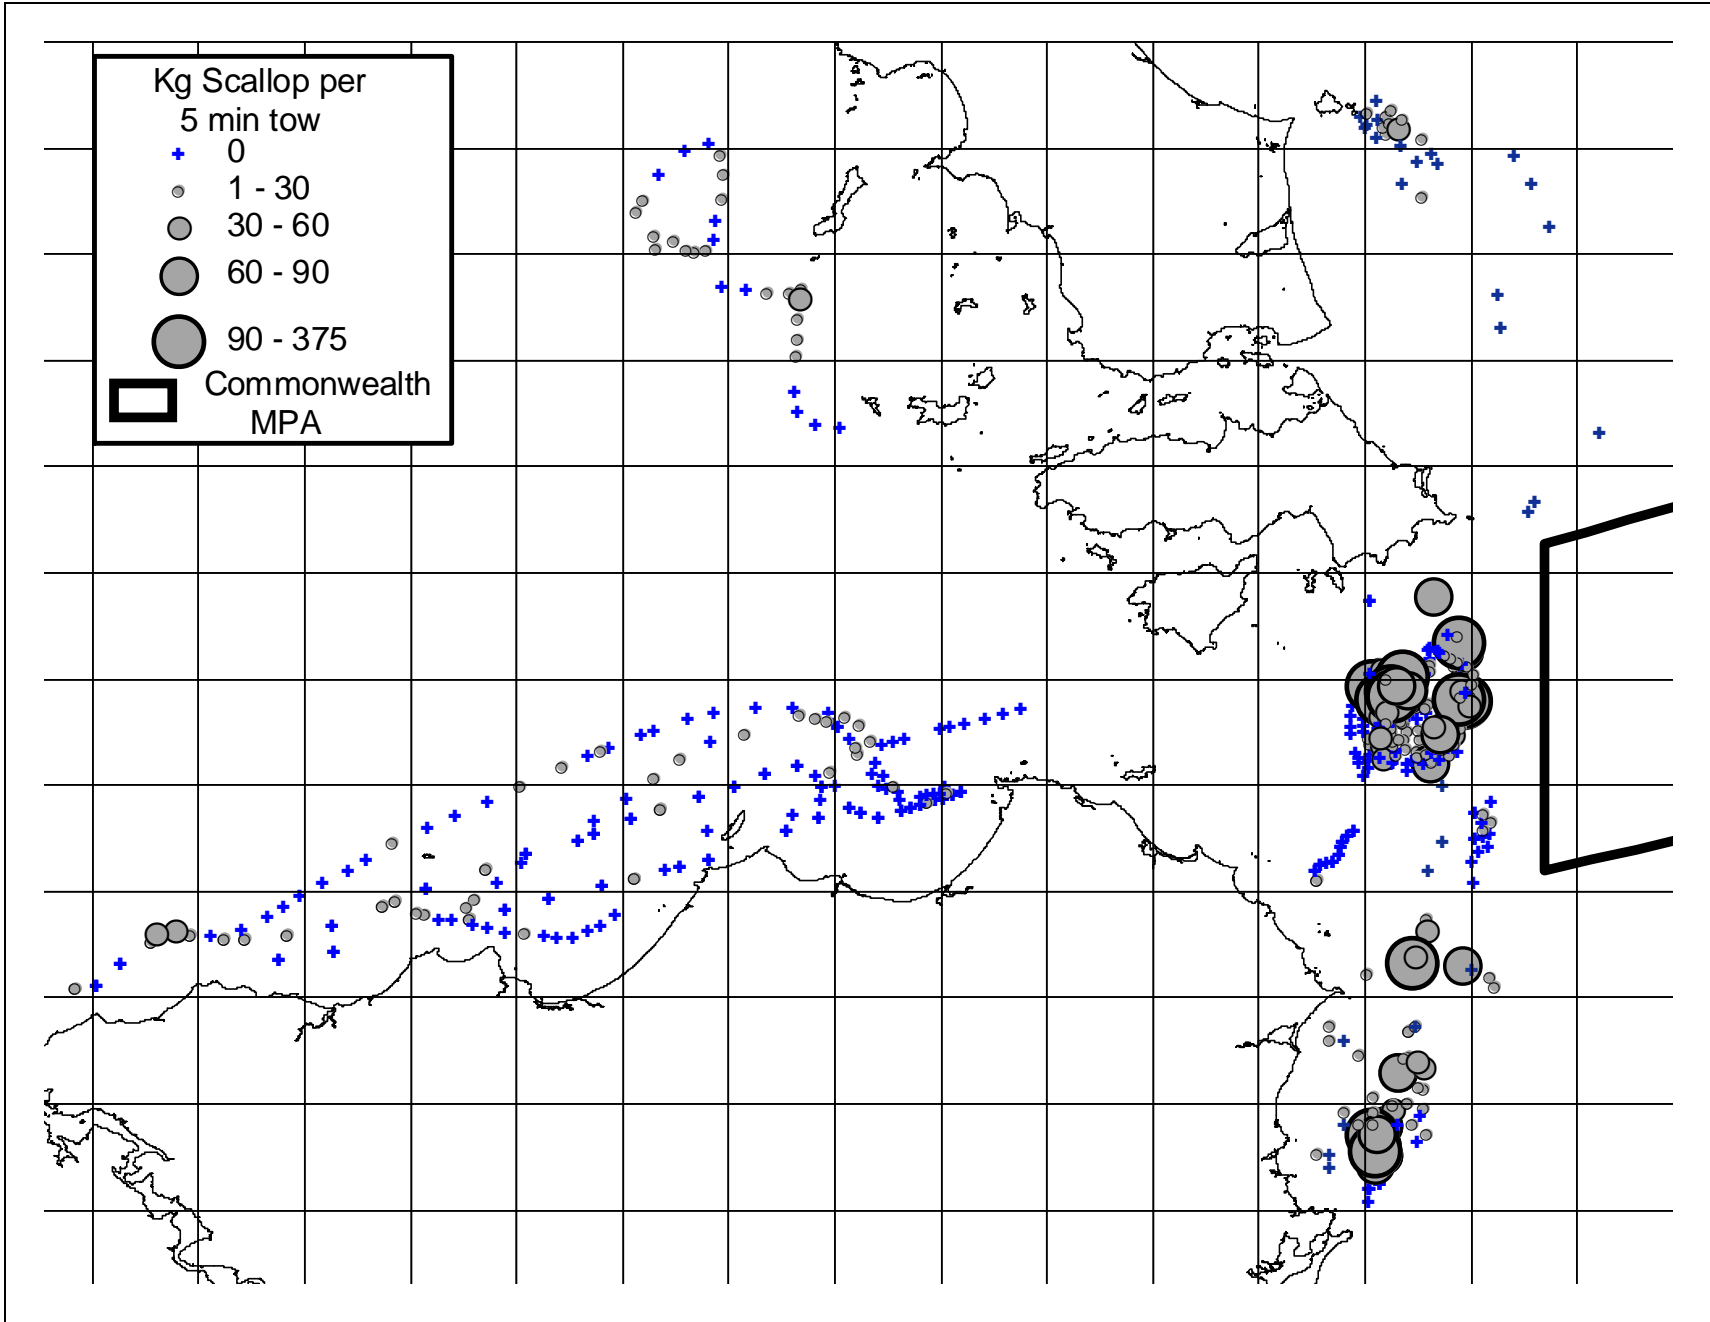 Kg Scallop per
5 min tow
0
1 - 30
30 - 60
60 - 90
90 - 375
Commonwealth
MPA